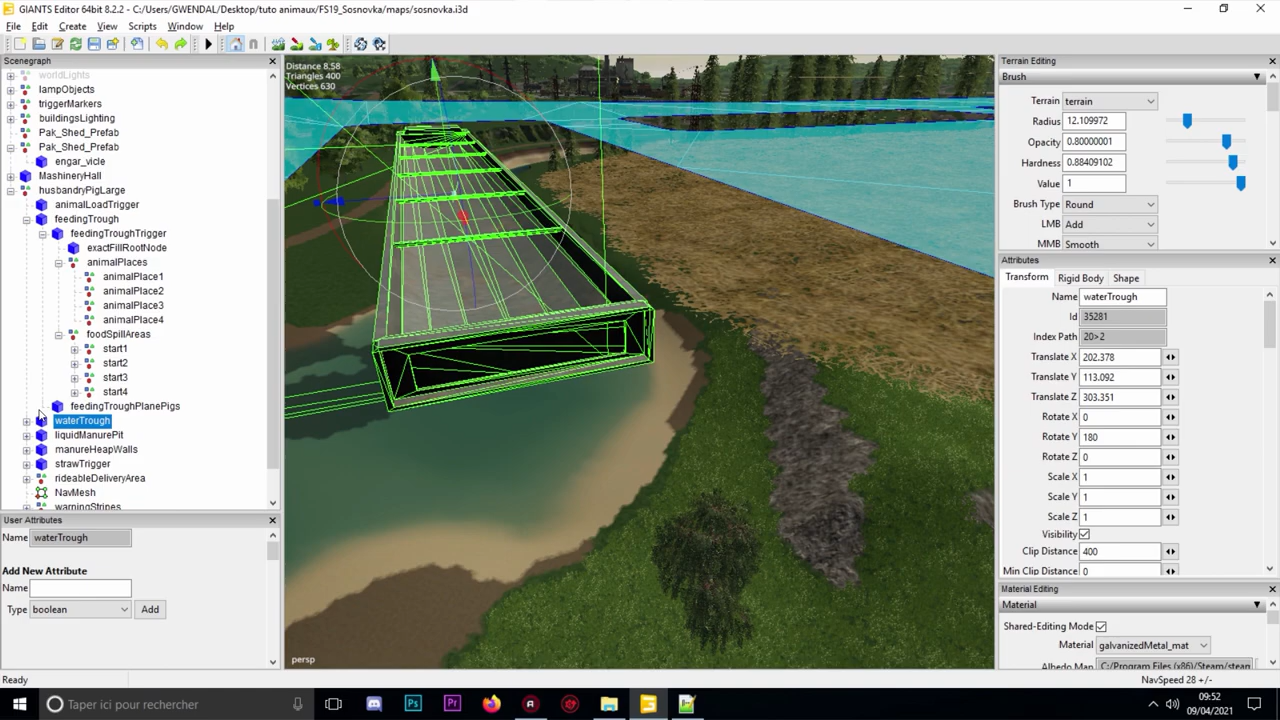 GIANTS Editor 64bit 8.2.2 - C:/Users/GWENDAL/Desktop/tuto animaux/FS19_Sosnovka/maps/sosnovka.i3d
File Edit Create View Scripts Window Help
Scenegraph
worldLights
lampObjects
triggerMarkers
buildingsLighting
Pak_Shed_Prefab
Pak_Shed_Prefab
engar_vicle
MashineryHall
husbandryPigLarge
animalLoadTrigger
feedingTrough
feedingTroughTrigger
exactFillRootNode
animalPlaces
animalPlace1
animalPlace2
animalPlace3
animalPlace4
foodSpillAreas
start1
start2
start3
start4
feedingTroughPlanePigs
waterTrough
liquidManurePit
manureHeapWalls
strawTrigger
rideableDeliveryArea
NavMesh
warningStripes
User Attributes
Name waterTrough
Add New Attribute
Name
Type boolean Add
Distance 8.58
Triangles 400
Vertices 630
persp
Terrain Editing
Brush
Terrain terrain
Radius 12.109972
Opacity 0.80000001
Hardness 0.88409102
Value 1
Brush Type Round
LMB Add
MMB Smooth
Attributes
Transform Rigid Body Shape
Name waterTrough
Id 35281
Index Path 20>2
Translate X 202.378
Translate Y 113.092
Translate Z 303.351
Rotate X 0
Rotate Y 180
Rotate Z 0
Scale X 1
Scale Y 1
Scale Z 1
Visibility
Clip Distance 400
Min Clip Distance 0
Material Editing
Material
Shared-Editing Mode
Material galvanizedMetal_mat
Albedo Map C:/Program Files (x86)/Steam/steam
Ready
NavSpeed 28 +/-
Taper ici pour rechercher
09:52
09/04/2021